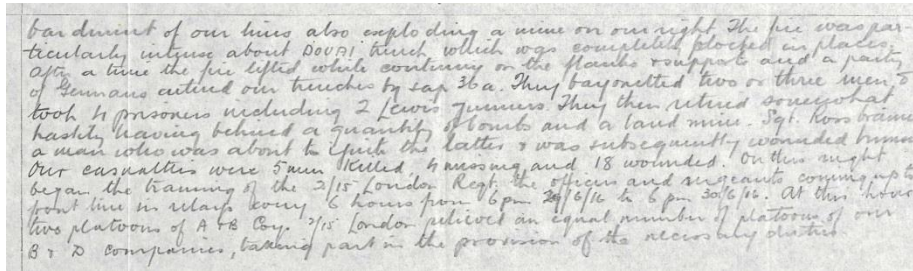 bardment of our lines also exploding a mine on our right. The fire was par-
ticularly intense about DOUAI trench which was completely blocked in places.
After a time the fire lifted while continuing on the flanks & supports and a party
of Germans entered our trenches by sap 36a. They bayonetted two or three men &
took 4 prisoners including 2 Lewis gunners. They then retired somewhat
hastily leaving behind a quantity of bombs and a land mine. Sgt. Ross brained
a man who was about to ignite the latter & was subsequently wounded himself
Our casualties were 5 men killed 4 missing and 18 wounded. On this night
began the training of the 2/15 London Regt. the officers and sergeants coming up to
front line in relays every 6 hours from 6 pm 29/6/16 to 6 pm 30/6/16. At this hour
two platoons of A & B Coy. 2/15 London relieved an equal number of platoons of our
B & D companies, taking part in the provision of the necessary duties.